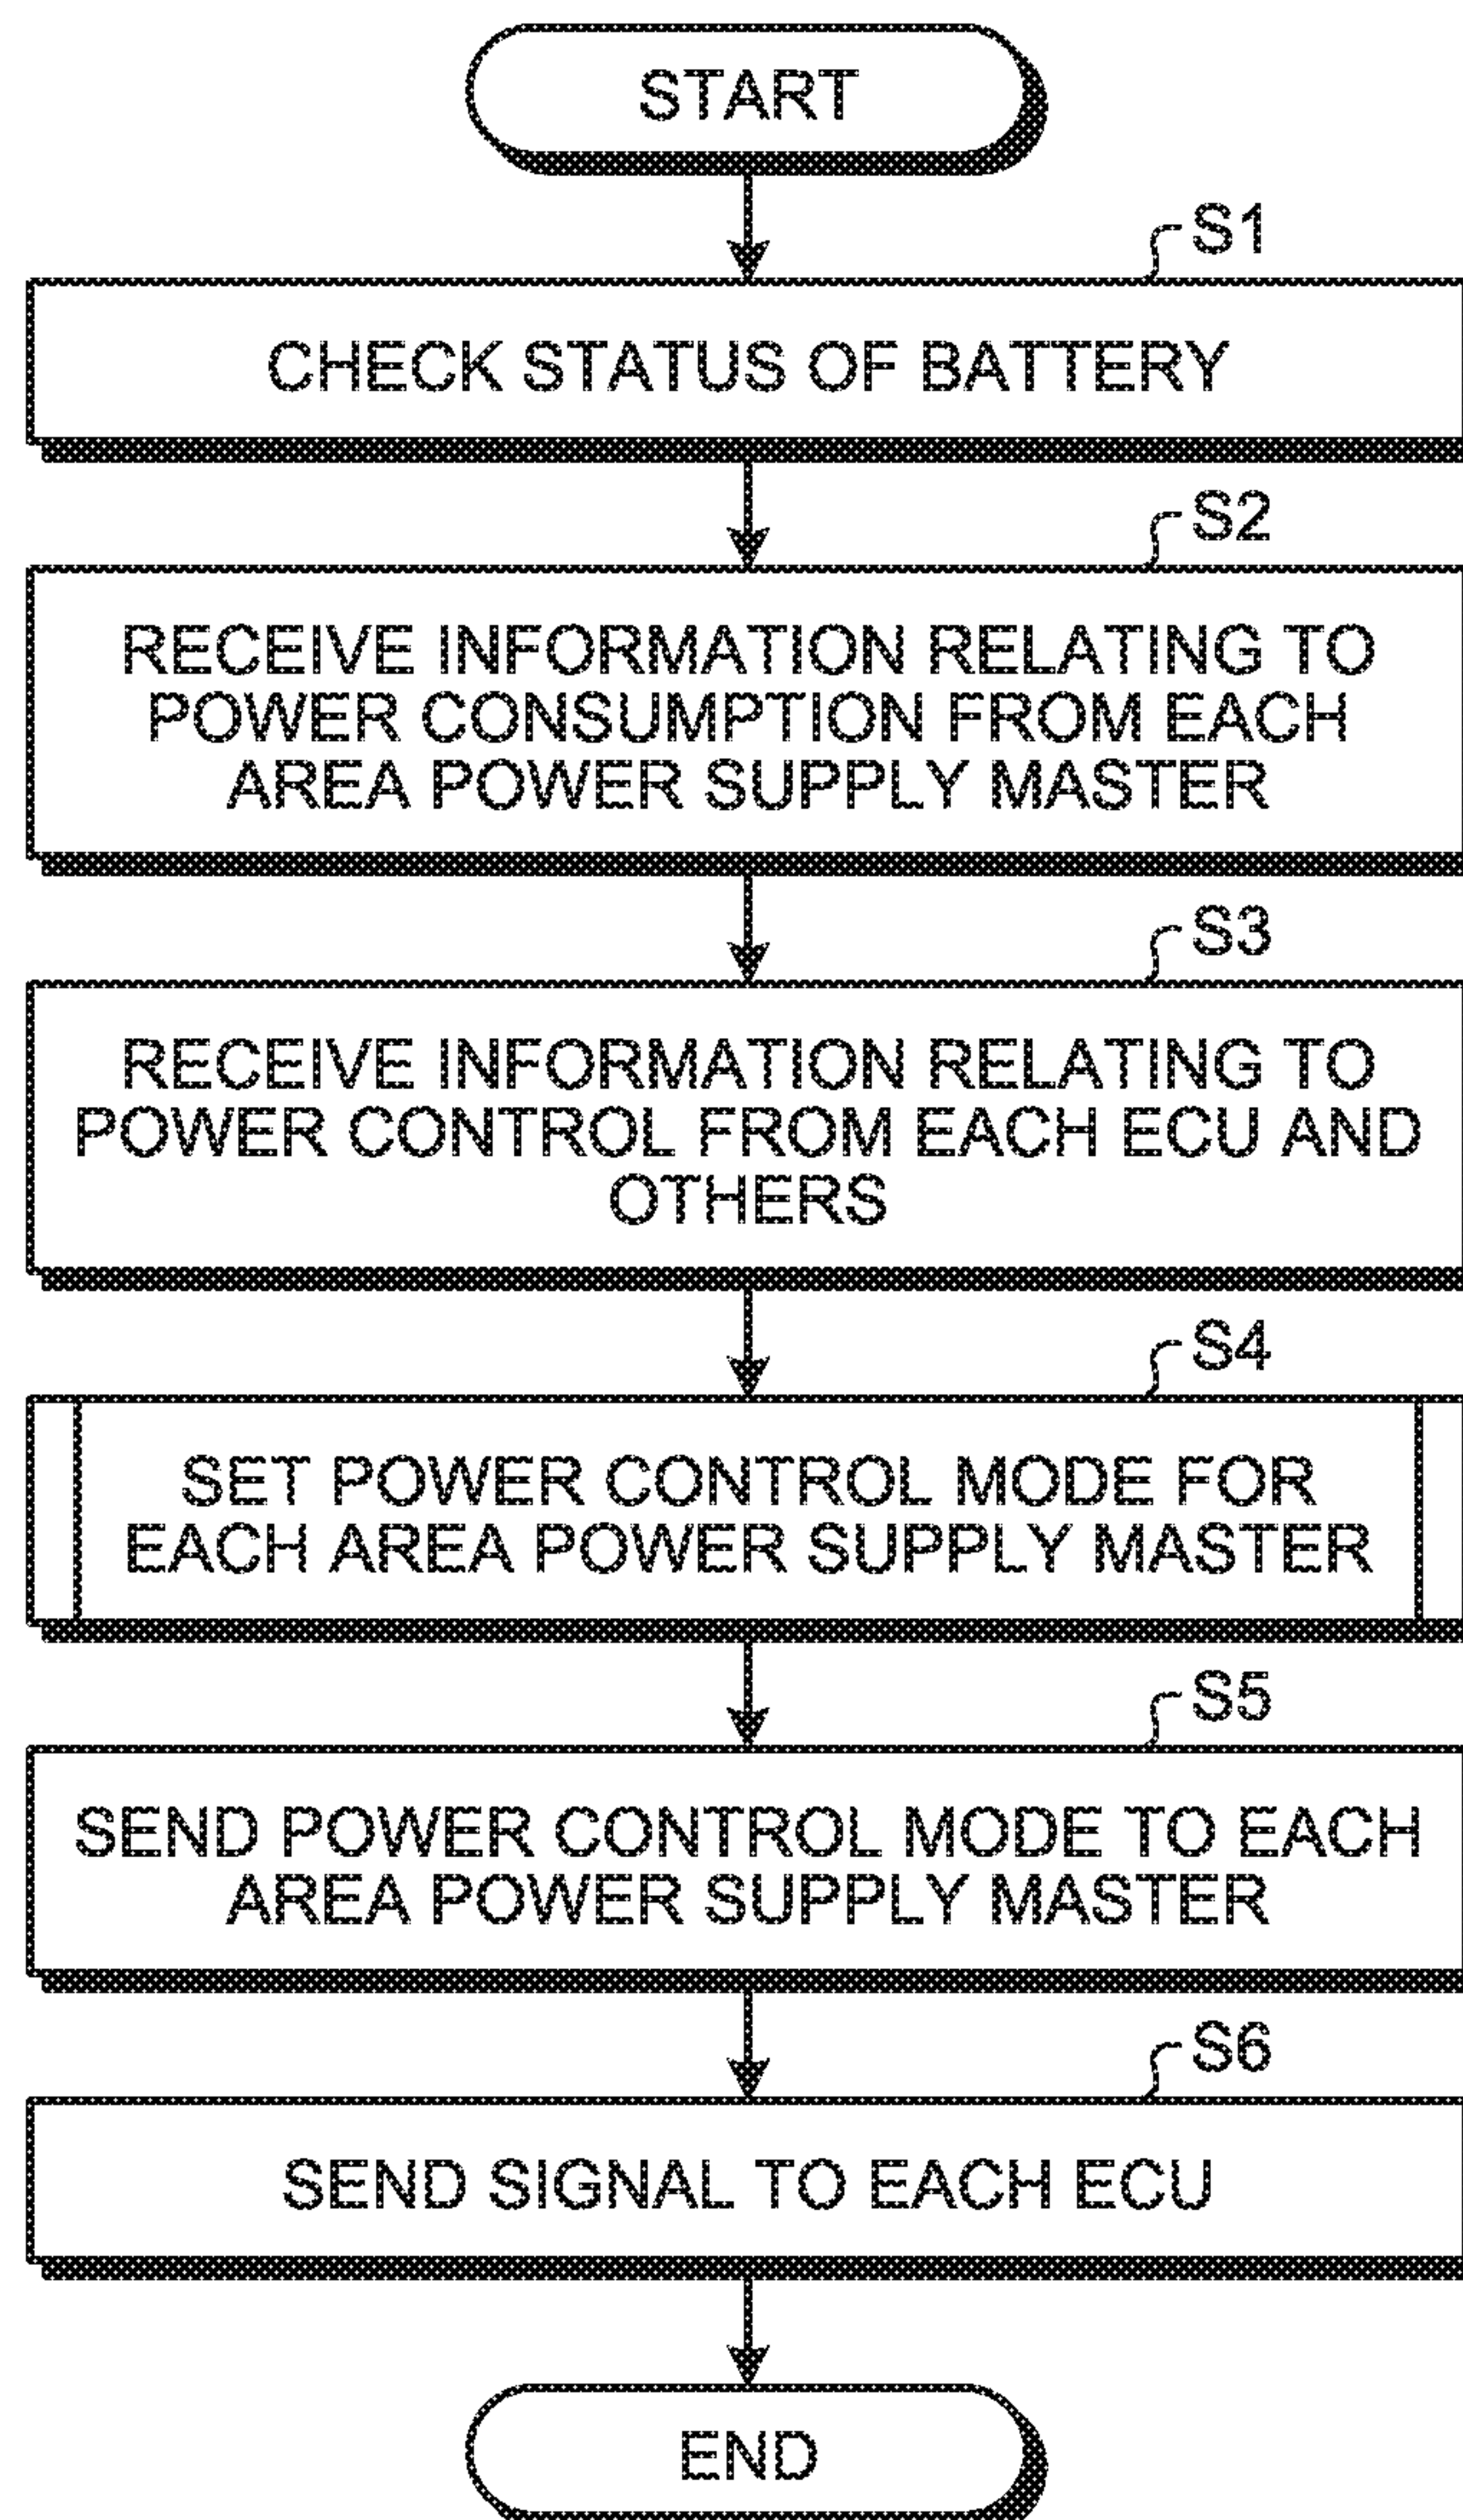 START
S1
CHECK STATUS OF BATTERY
S2
RECEIVE INFORMATION RELATING TO
POWER CONSUMPTION FROM EACH
AREA POWER SUPPLY MASTER
S3
RECEIVE INFORMATION RELATING TO
POWER CONTROL FROM EACH ECU AND
OTHERS
S4
SET POWER CONTROL MODE FOR
EACH AREA POWER SUPPLY MASTER
S5
SEND POWER CONTROL MODE TO EACH
AREA POWER SUPPLY MASTER
S6
SEND SIGNAL TO EACH ECU
END